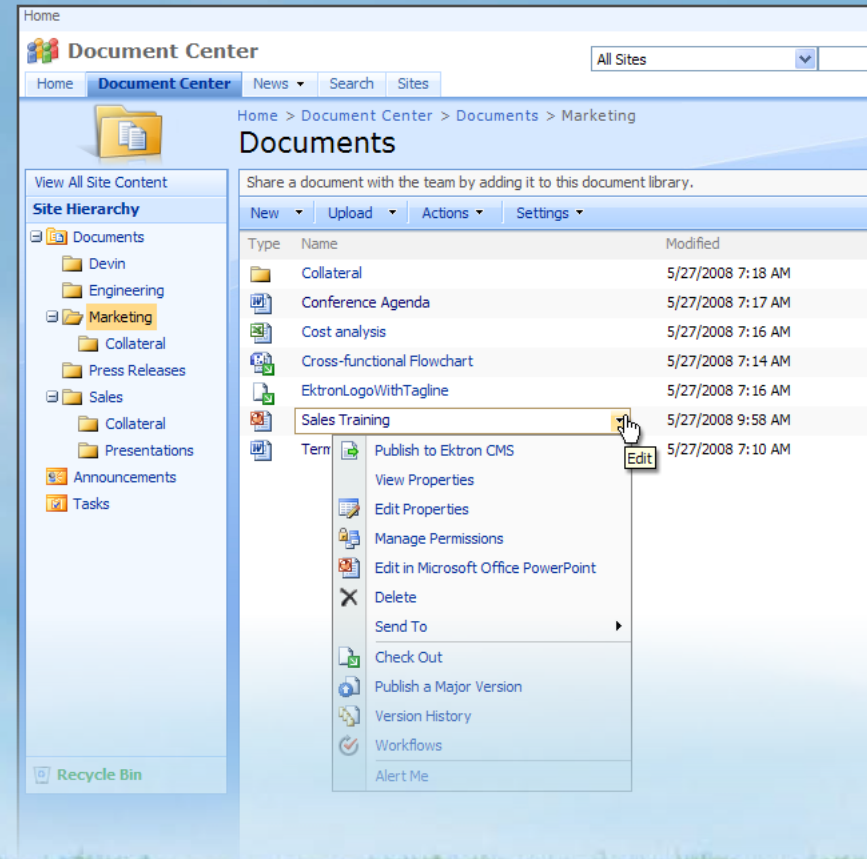 Home
Document Center
All Sites
Home Document Center News Search Sites
Home > Document Center > Documents > Marketing
Documents
View All Site Content
Share a document with the team by adding it to this document library.
Site Hierarchy
New Upload Actions Settings
Documents
Devin
Engineering
Marketing
Collateral
Press Releases
Sales
Collateral
Presentations
Announcements
Tasks
Recycle Bin
Type Name Modified
Collateral 5/27/2008 7:18 AM
Conference Agenda 5/27/2008 7:17 AM
Cost analysis 5/27/2008 7:16 AM
Cross-functional Flowchart 5/27/2008 7:14 AM
EktronLogoWithTagline 5/27/2008 7:16 AM
Sales Training 5/27/2008 9:58 AM
Term 5/27/2008 7:10 AM
Edit
Publish to Ektron CMS
View Properties
Edit Properties
Manage Permissions
Edit in Microsoft Office PowerPoint
Delete
Send To
Check Out
Publish a Major Version
Version History
Workflows
Alert Me